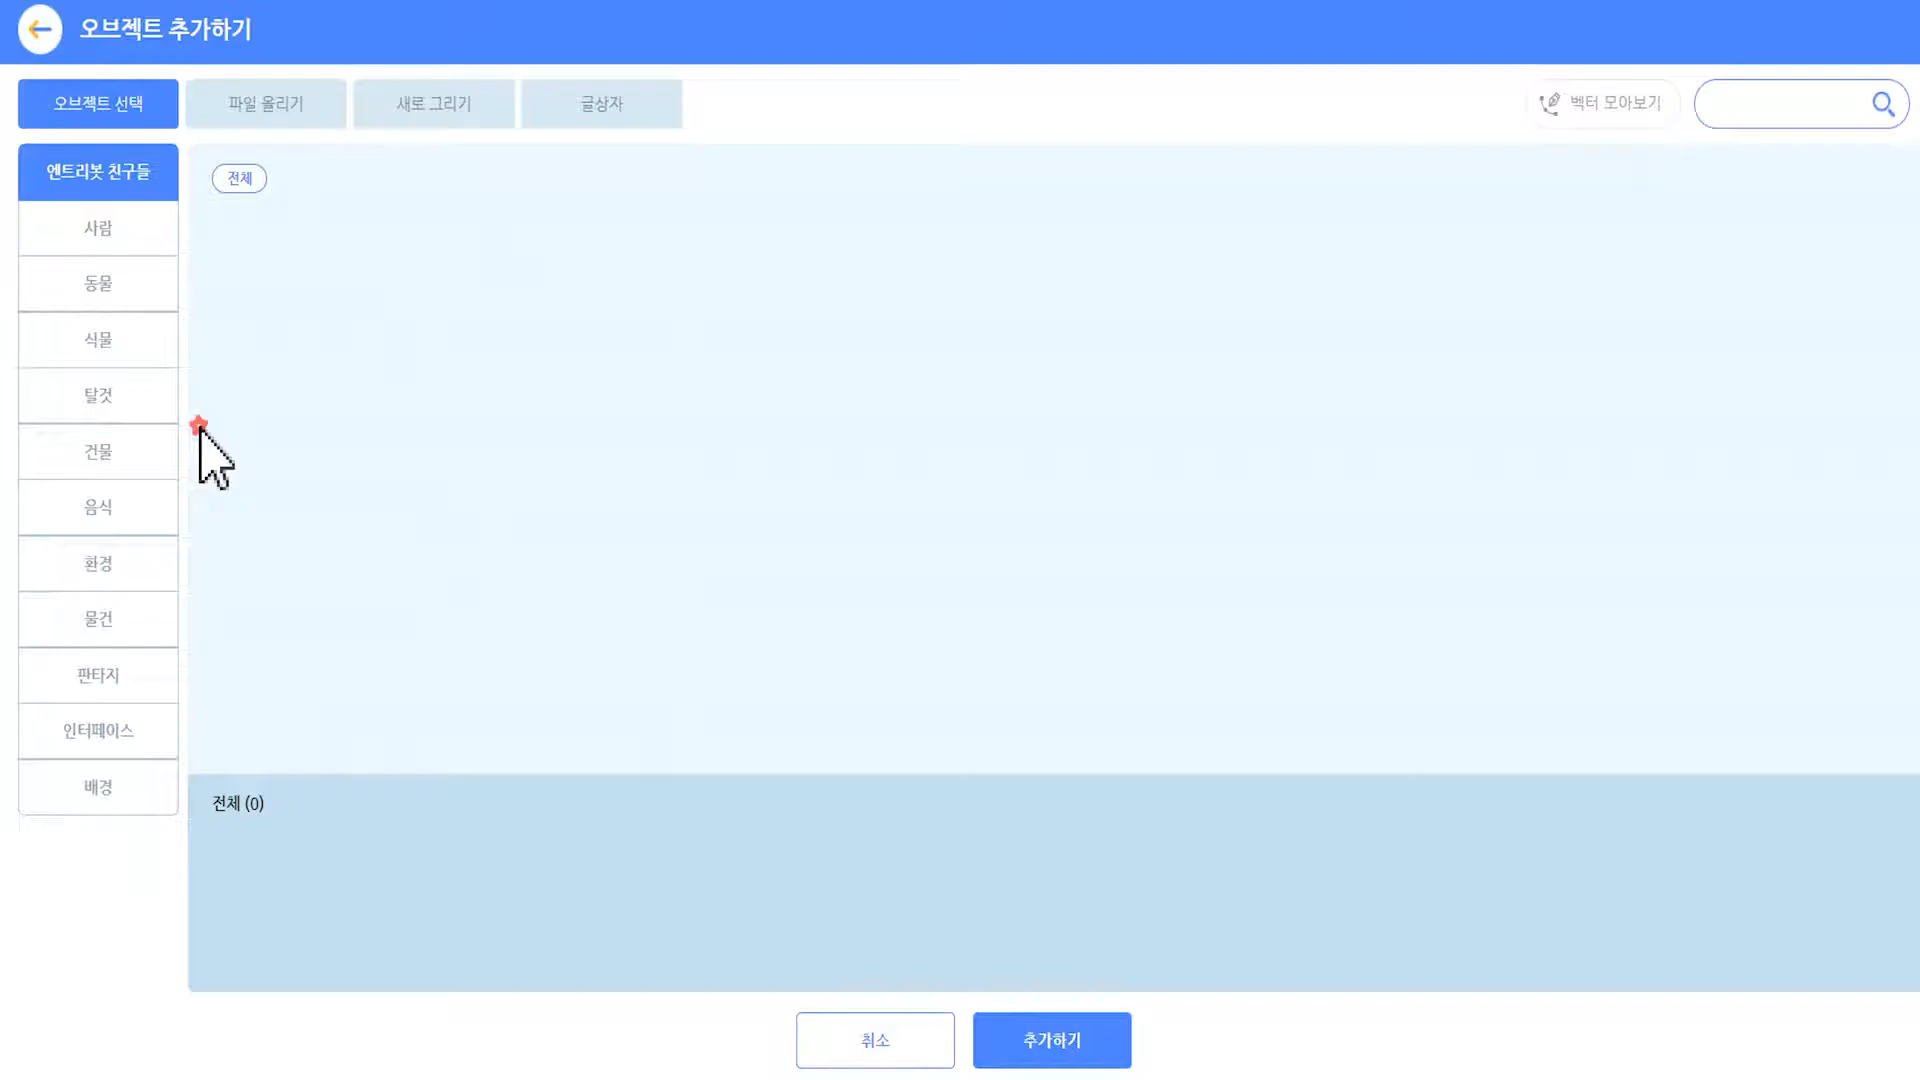 오브젝트 추가하기
오브젝트 선택
파일 올리기
새로 그리기
글상자
벡터 모아보기
엔트리봇 친구들
전체
사람
동물
식물
탈것
건물
음식
환경
물건
판타지
인터페이스
배경
전체 (0)
취소
추가하기